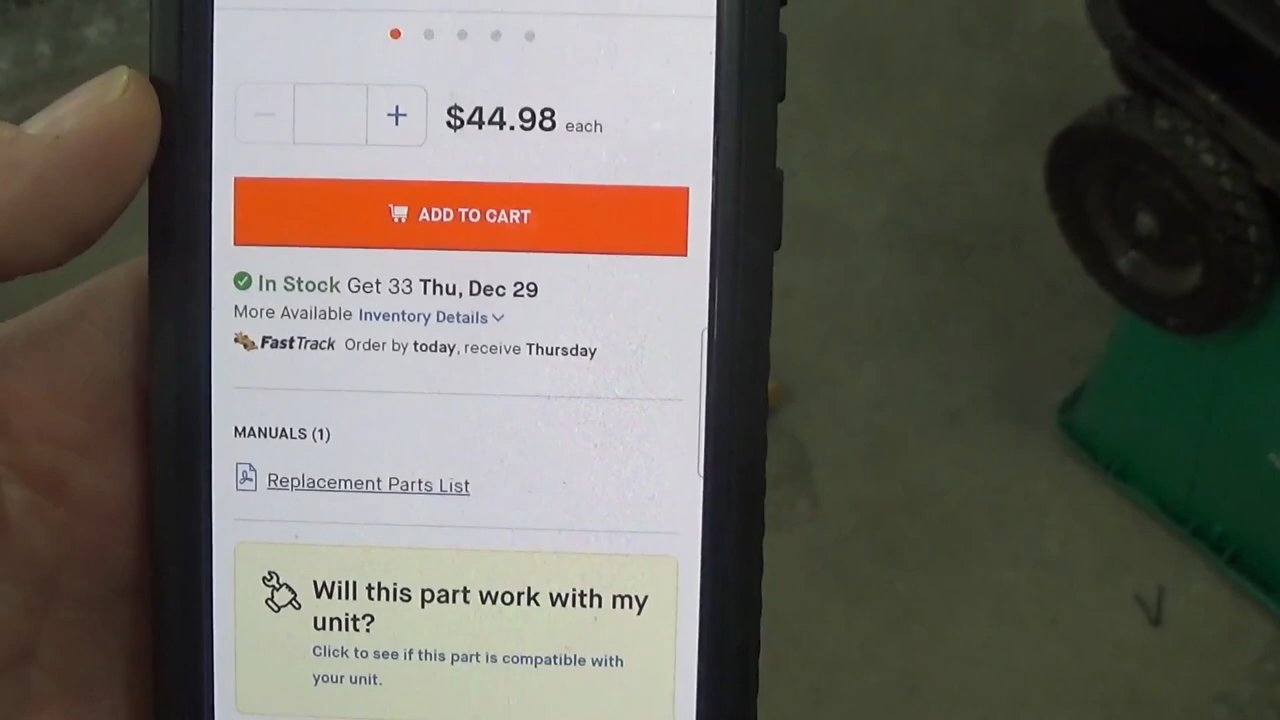 $44.98 each
ADD TO CART
In Stock Get 33 Thu, Dec 29
More Available Inventory Details
FastTrack Order by today, receive Thursday
MANUALS (1)
Replacement Parts List
Will this part work with my
unit?
Click to see if this part is compatible with
your unit.